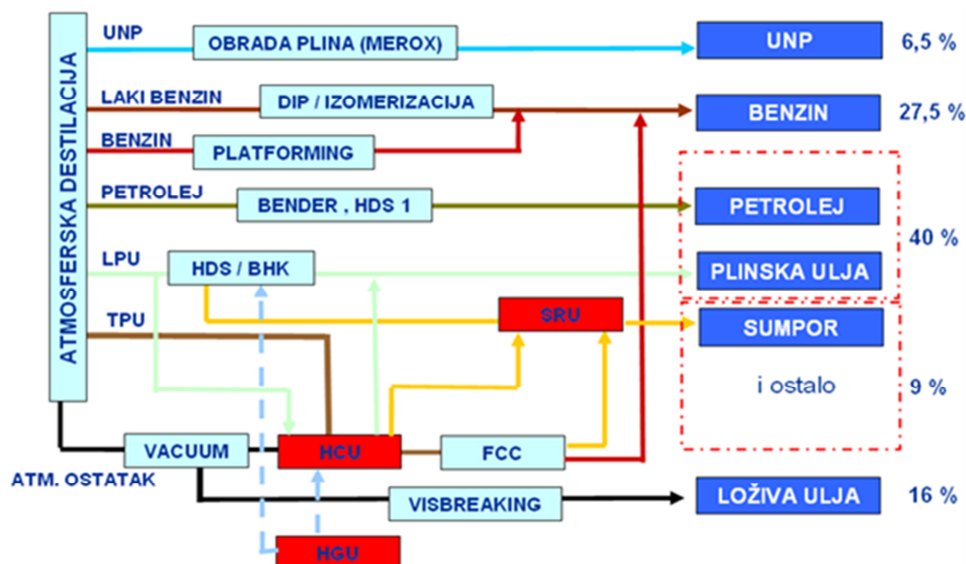 ATMOSFERSKA DESTILACIJA
UNP
OBRADA PLINA (MEROX)
UNP
6,5 %
LAKI BENZIN
DIP / IZOMERIZACIJA
BENZIN
27,5 %
BENZIN
PLATFORMING
PETROLEJ
BENDER , HDS 1
PETROLEJ
40 %
LPU
HDS / BHK
PLINSKA ULJA
TPU
SRU
SUMPOR
i ostalo
9 %
VACUUM
HCU
FCC
ATM. OSTATAK
VISBREAKING
LOŽIVA ULJA
16 %
HGU